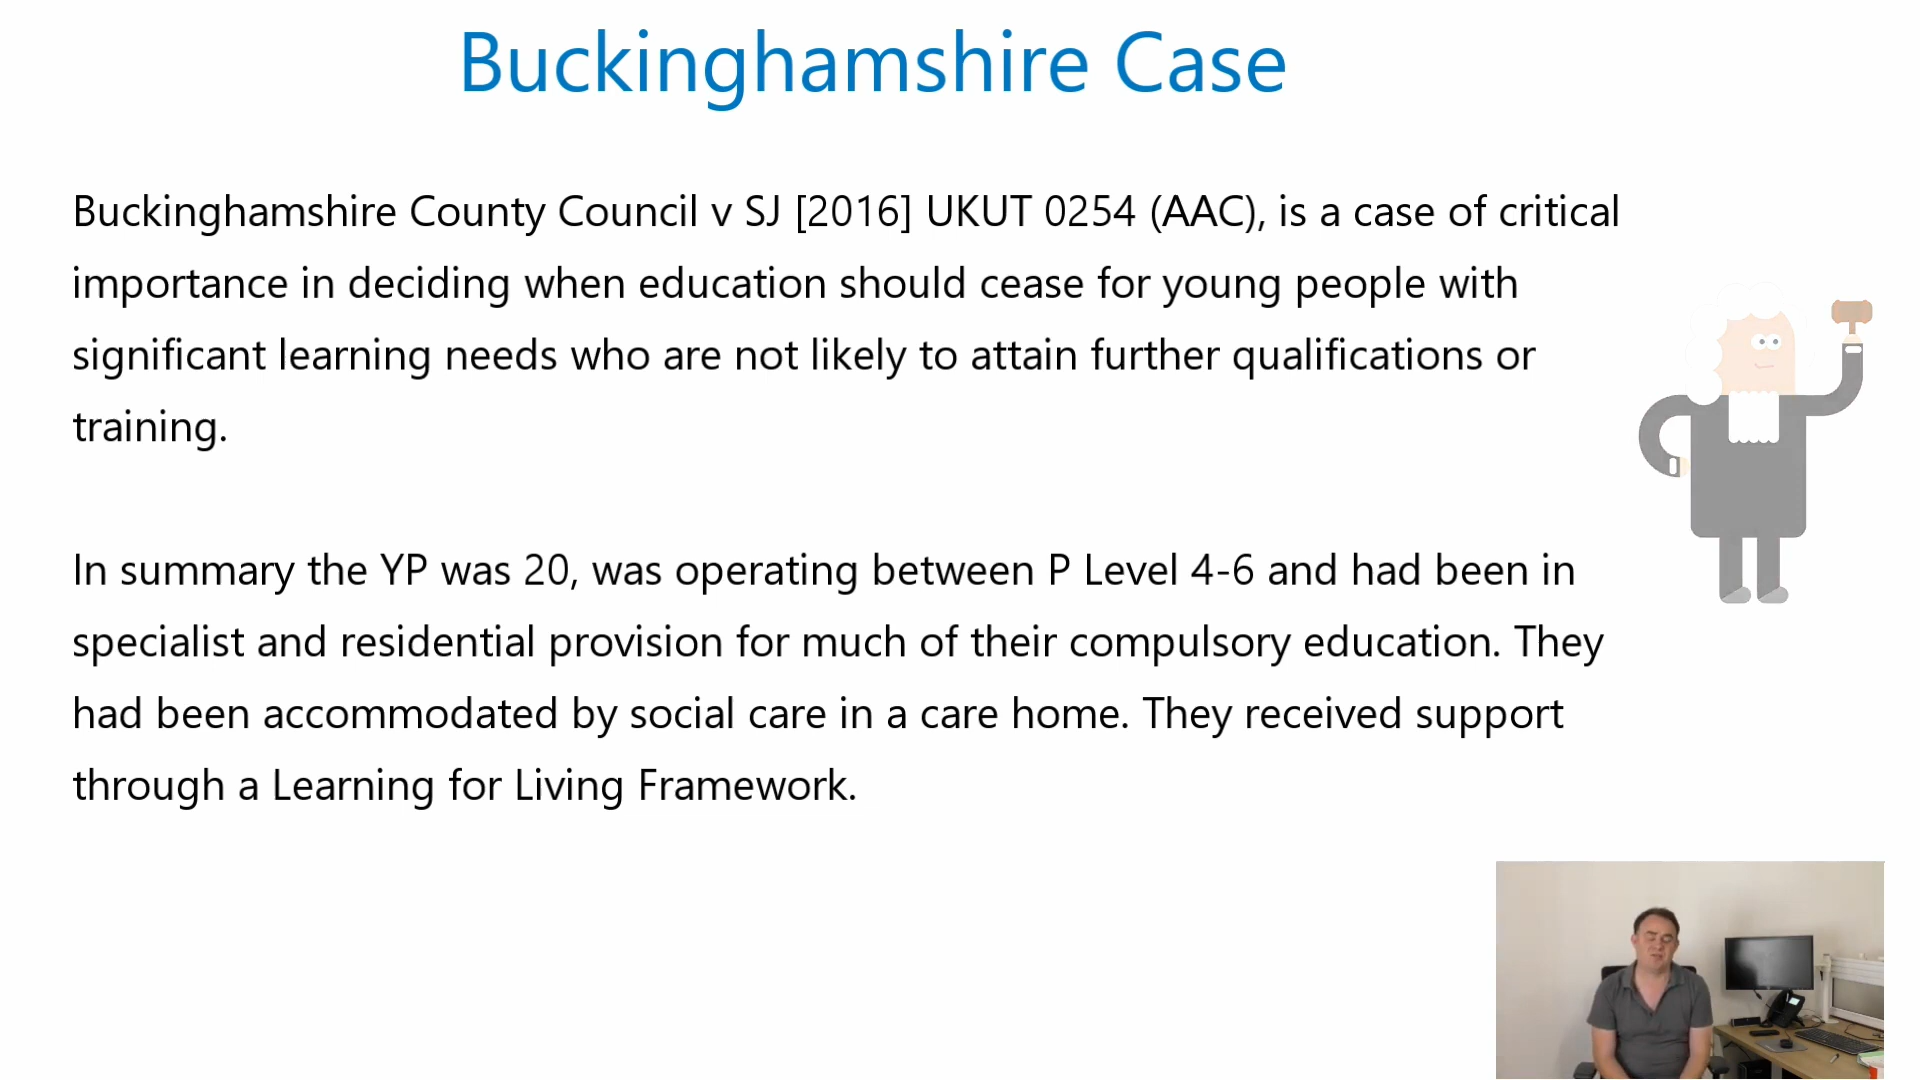 Buckinghamshire Case
Buckinghamshire County Council v SJ [2016] UKUT 0254 (AAC), is a case of critical
importance in deciding when education should cease for young people with
significant learning needs who are not likely to attain further qualifications or
training.
In summary the YP was 20, was operating between P Level 4-6 and had been in
specialist and residential provision for much of their compulsory education. They
had been accommodated by social care in a care home. They received support
through a Learning for Living Framework.